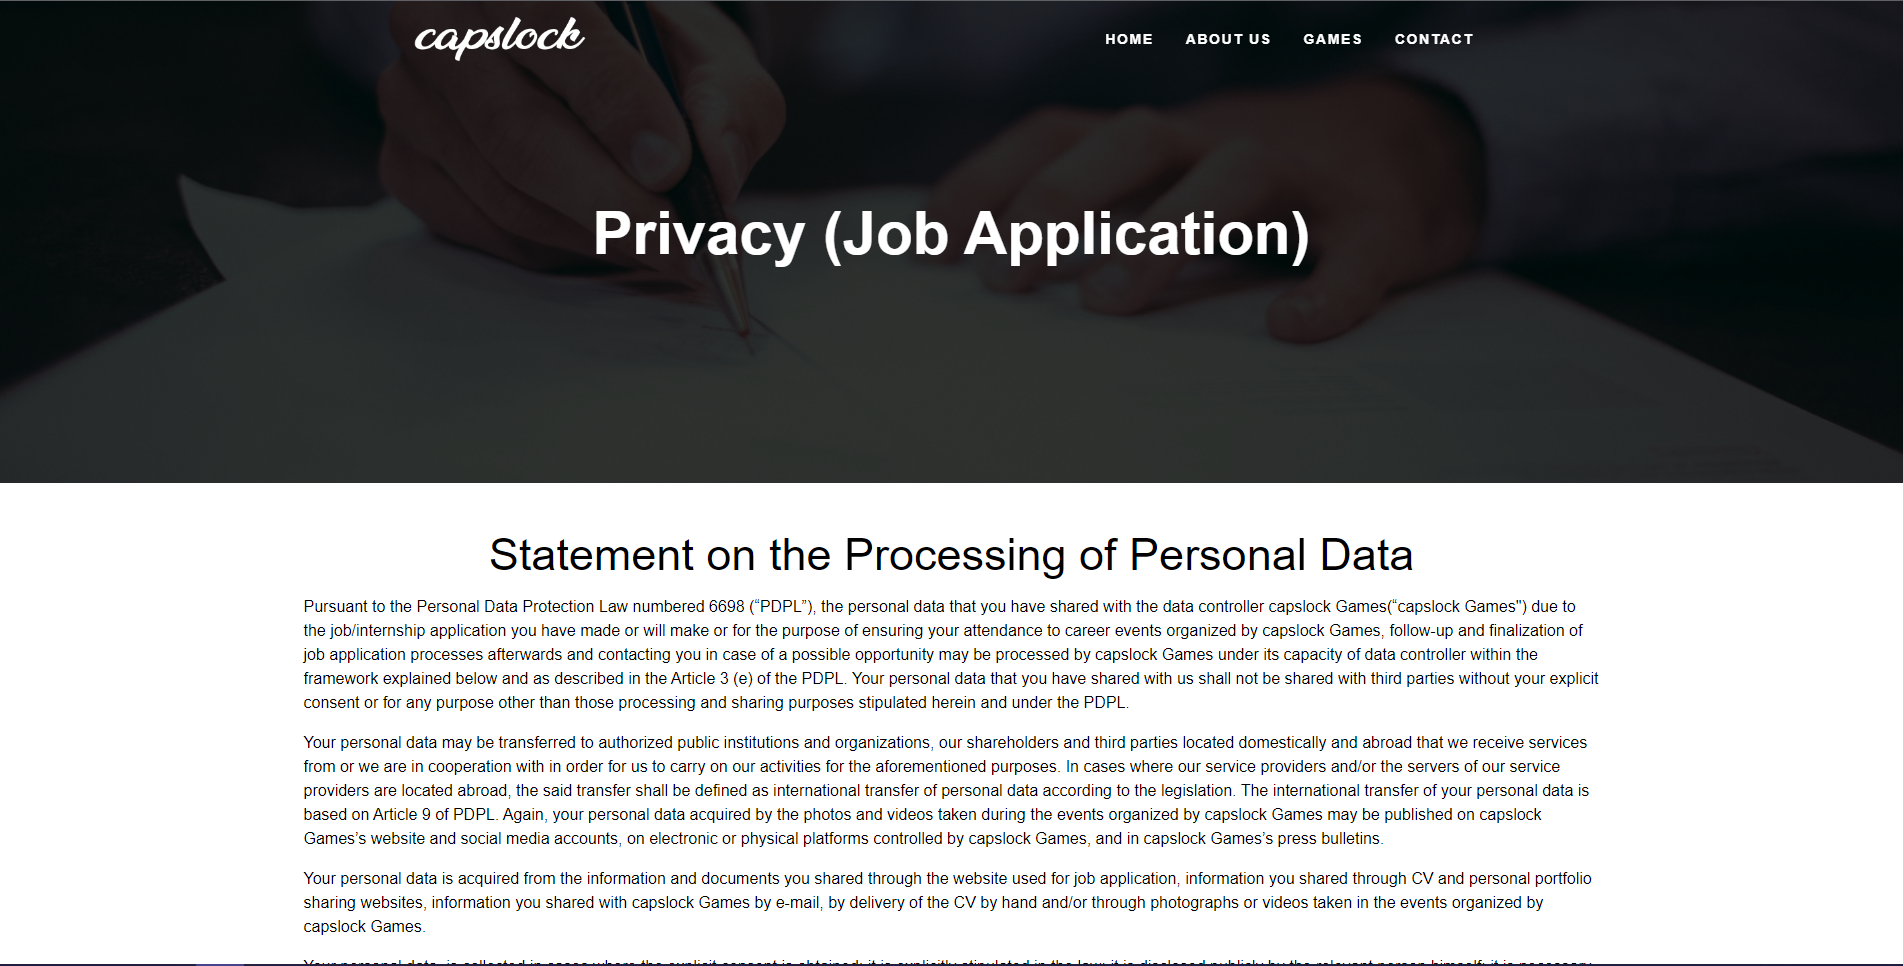 capslock
HOME ABOUT US GAMES CONTACT
Privacy (Job Application)
Statement on the Processing of Personal Data
Pursuant to the Personal Data Protection Law numbered 6698 (“PDPL”), the personal data that you have shared with the data controller capslock Games(“capslock Games") due to
the job/internship application you have made or will make or for the purpose of ensuring your attendance to career events organized by capslock Games, follow-up and finalization of
job application processes afterwards and contacting you in case of a possible opportunity may be processed by capslock Games under its capacity of data controller within the
framework explained below and as described in the Article 3 (e) of the PDPL. Your personal data that you have shared with us shall not be shared with third parties without your explicit
consent or for any purpose other than those processing and sharing purposes stipulated herein and under the PDPL.
Your personal data may be transferred to authorized public institutions and organizations, our shareholders and third parties located domestically and abroad that we receive services
from or we are in cooperation with in order for us to carry on our activities for the aforementioned purposes. In cases where our service providers and/or the servers of our service
providers are located abroad, the said transfer shall be defined as international transfer of personal data according to the legislation. The international transfer of your personal data is
based on Article 9 of PDPL. Again, your personal data acquired by the photos and videos taken during the events organized by capslock Games may be published on capslock
Games’s website and social media accounts, on electronic or physical platforms controlled by capslock Games, and in capslock Games’s press bulletins.
Your personal data is acquired from the information and documents you shared through the website used for job application, information you shared through CV and personal portfolio
sharing websites, information you shared with capslock Games by e-mail, by delivery of the CV by hand and/or through photographs or videos taken in the events organized by
capslock Games.